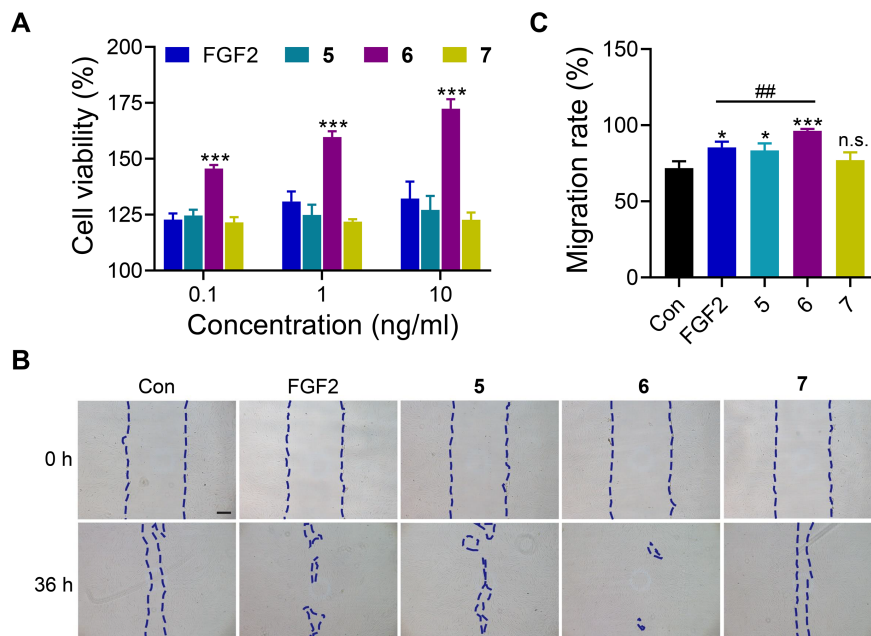 A
Cell viability (%)
200
175
150
125
100
FGF2 5 6 7
*** *** ***
0.1 1 10
Concentration (ng/ml)
C
Migration rate (%)
150
100
50
0
##
* * *** n.s.
Con FGF2 5 6 7
B
Con FGF2 5 6 7
0 h
36 h